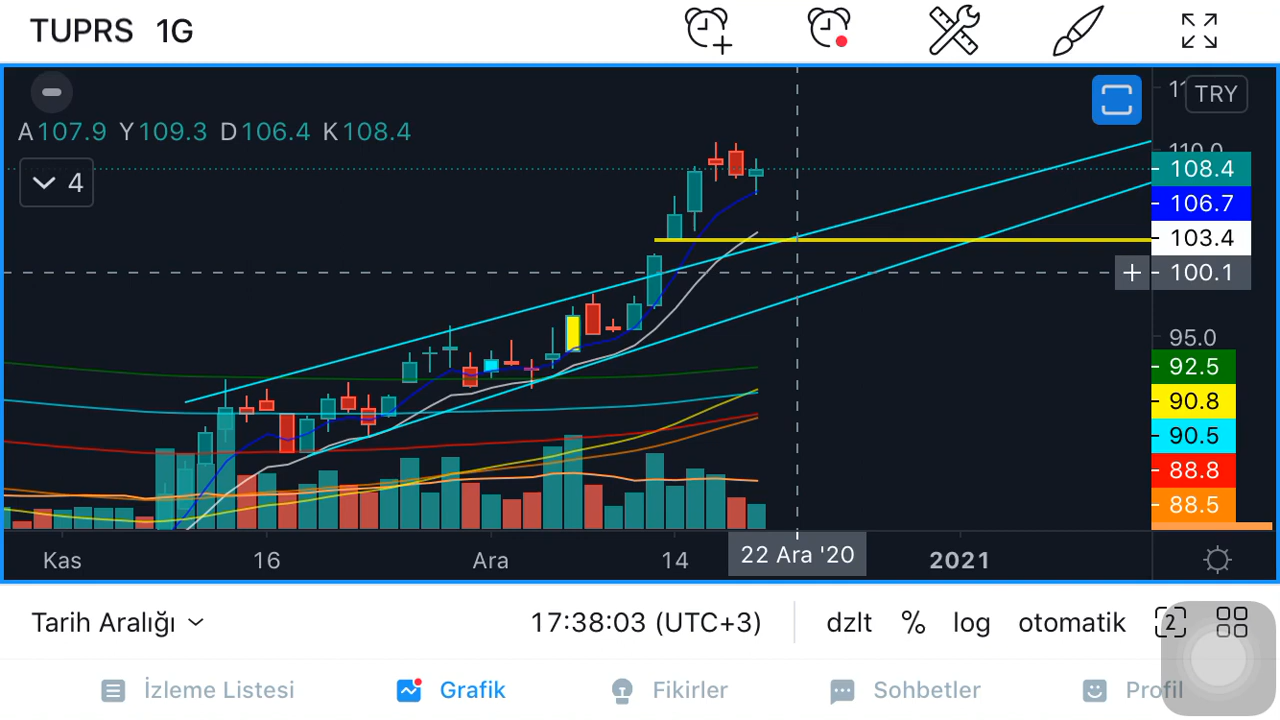 TUPRS 1G
A107.9 Y109.3 D106.4 K108.4
4
TRY
110.0
108.4
106.7
103.4
100.1
95.0
92.5
90.8
90.5
88.8
88.5
Kas 16 Ara 14 22 Ara '20 2021
Tarih Aralığı 17:38:03 (UTC+3) dzlt % log otomatik 2
İzleme Listesi Grafik Fikirler Sohbetler Profil